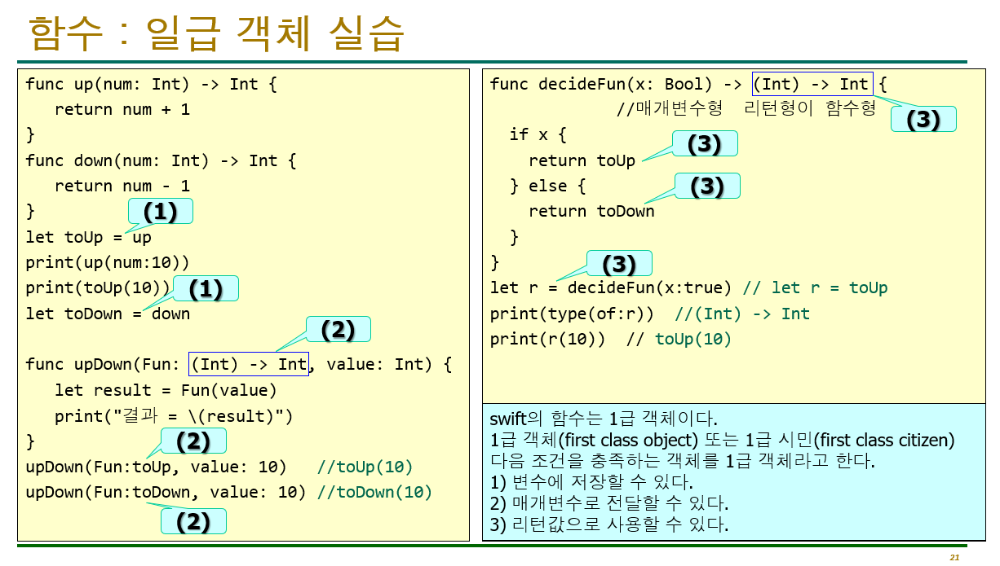 함수 : 일급 객체 실습
func up(num: Int) -> Int {
return num + 1
}
func down(num: Int) -> Int {
return num - 1
}
(1)
let toUp = up
print(up(num:10))
print(toUp(10))
(1)
let toDown = down
(2)
func upDown(Fun: (Int) -> Int, value: Int) {
let result = Fun(value)
print("결과 = \(result)")
}
(2)
upDown(Fun:toUp, value: 10) //toUp(10)
upDown(Fun:toDown, value: 10) //toDown(10)
(2)
func decideFun(x: Bool) -> (Int) -> Int {
//매개변수형 리턴형이 함수형
(3)
if x {
(3)
return toUp
} else {
(3)
return toDown
}
}
(3)
let r = decideFun(x:true) // let r = toUp
print(type(of:r)) //(Int) -> Int
print(r(10)) // toUp(10)
swift의 함수는 1급 객체이다.
1급 객체(first class object) 또는 1급 시민(first class citizen)
다음 조건을 충족하는 객체를 1급 객체라고 한다.
1) 변수에 저장할 수 있다.
2) 매개변수로 전달할 수 있다.
3) 리턴값으로 사용할 수 있다.
21